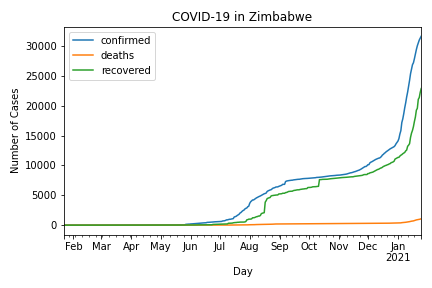 COVID-19 in Zimbabwe
confirmed
deaths
recovered
Number of Cases
30000
25000
20000
15000
10000
5000
0
Feb Mar Apr May Jun Jul Aug Sep Oct Nov Dec Jan
2021
Day